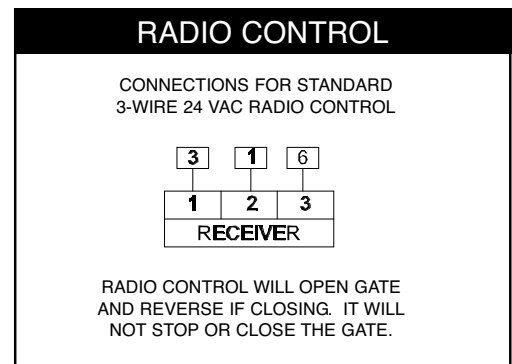 RADIO CONTROL
CONNECTIONS FOR STANDARD
3-WIRE 24 VAC RADIO CONTROL
3 1 6
1 2 3
RECEIVER
RADIO CONTROL WILL OPEN GATE
AND REVERSE IF CLOSING. IT WILL
NOT STOP OR CLOSE THE GATE.